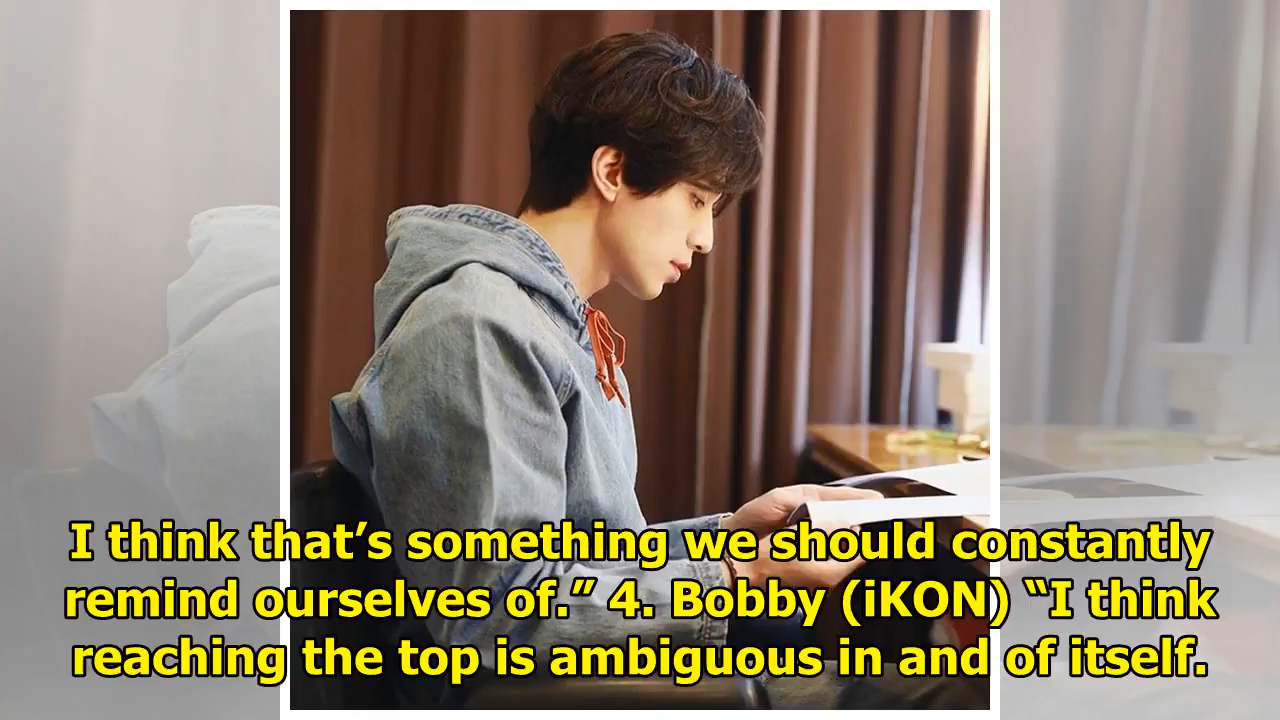 I think that’s something we should constantly
remind ourselves of.” 4. Bobby (iKON) “I think
reaching the top is ambiguous in and of itself.